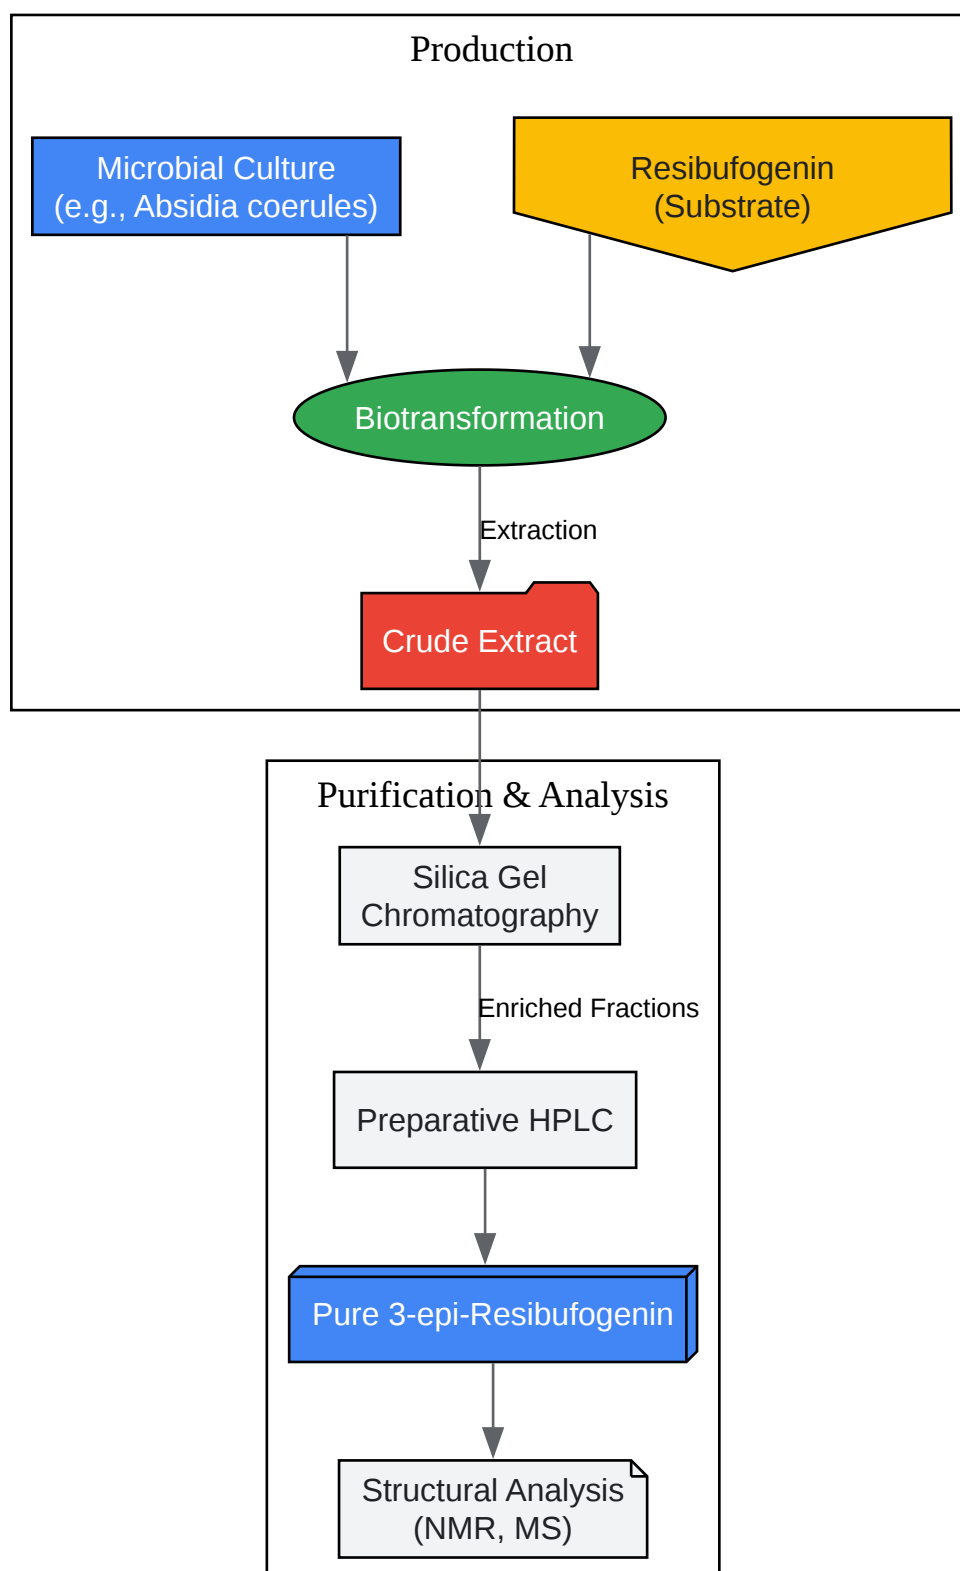 Production
Microbial Culture
(e.g., Absidia coerules)
Resibufogenin
(Substrate)
Biotransformation
Extraction
Crude Extract
Purification & Analysis
Silica Gel
Chromatography
Enriched Fractions
Preparative HPLC
Pure 3-epi-Resibufogenin
Structural Analysis
(NMR, MS)